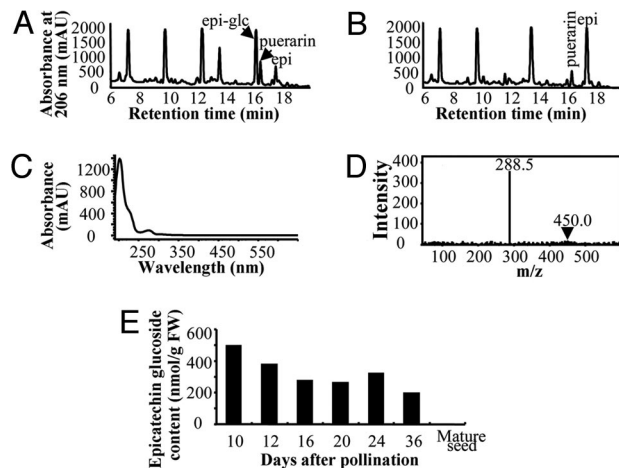 A
Absorbance at
206 nm (mAU)
2000
1500
1000
500
0
epi-glc
puerarin
epi
6 8 10 12 14 16 18
Retention time (min)
B
2000
1500
1000
500
0
puerarin
epi
6 8 10 12 14 16 18
Retention time (min)
C
Absorbance
(mAU)
1200
800
400
0
250 350 450 550
Wavelength (nm)
D
Intensity
400
300
200
100
0
288.5
450.0
100 200 300 400 500
m/z
E
Epicatechin glucoside
content (nmol/g FW)
600
400
200
0
10 12 16 20 24 36 Mature
seed
Days after pollination